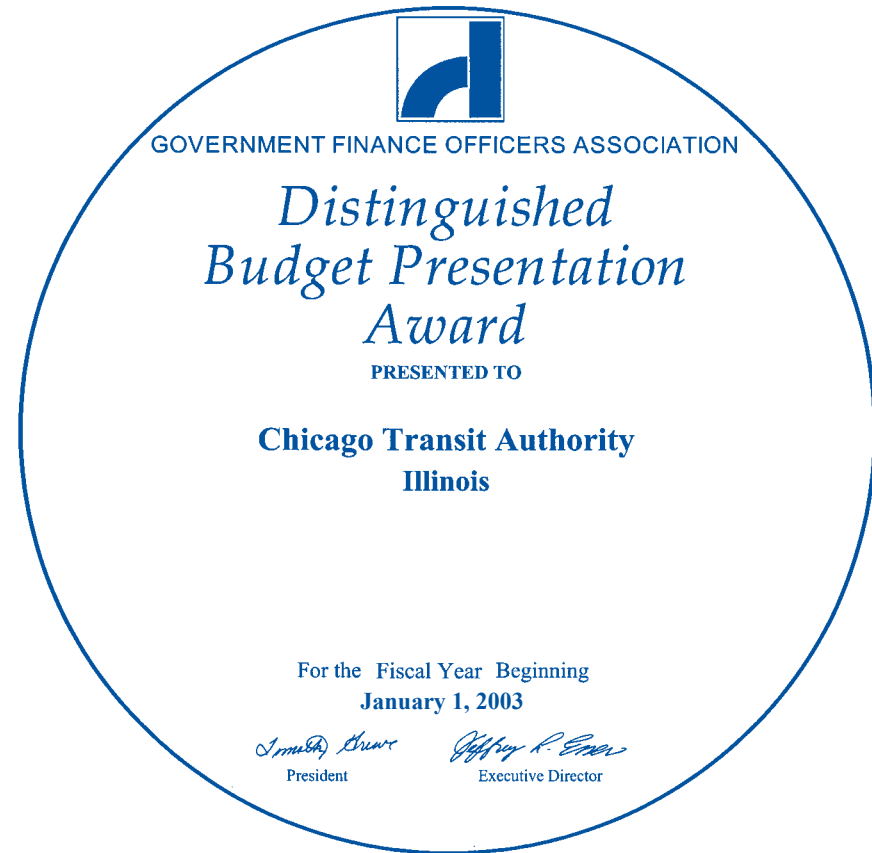 GOVERNMENT FINANCE OFFICERS ASSOCIATION
Distinguished
Budget Presentation
Award
PRESENTED TO
Chicago Transit Authority
Illinois
For the Fiscal Year Beginning
January 1, 2003
Jeffrey R.
President Executive Director